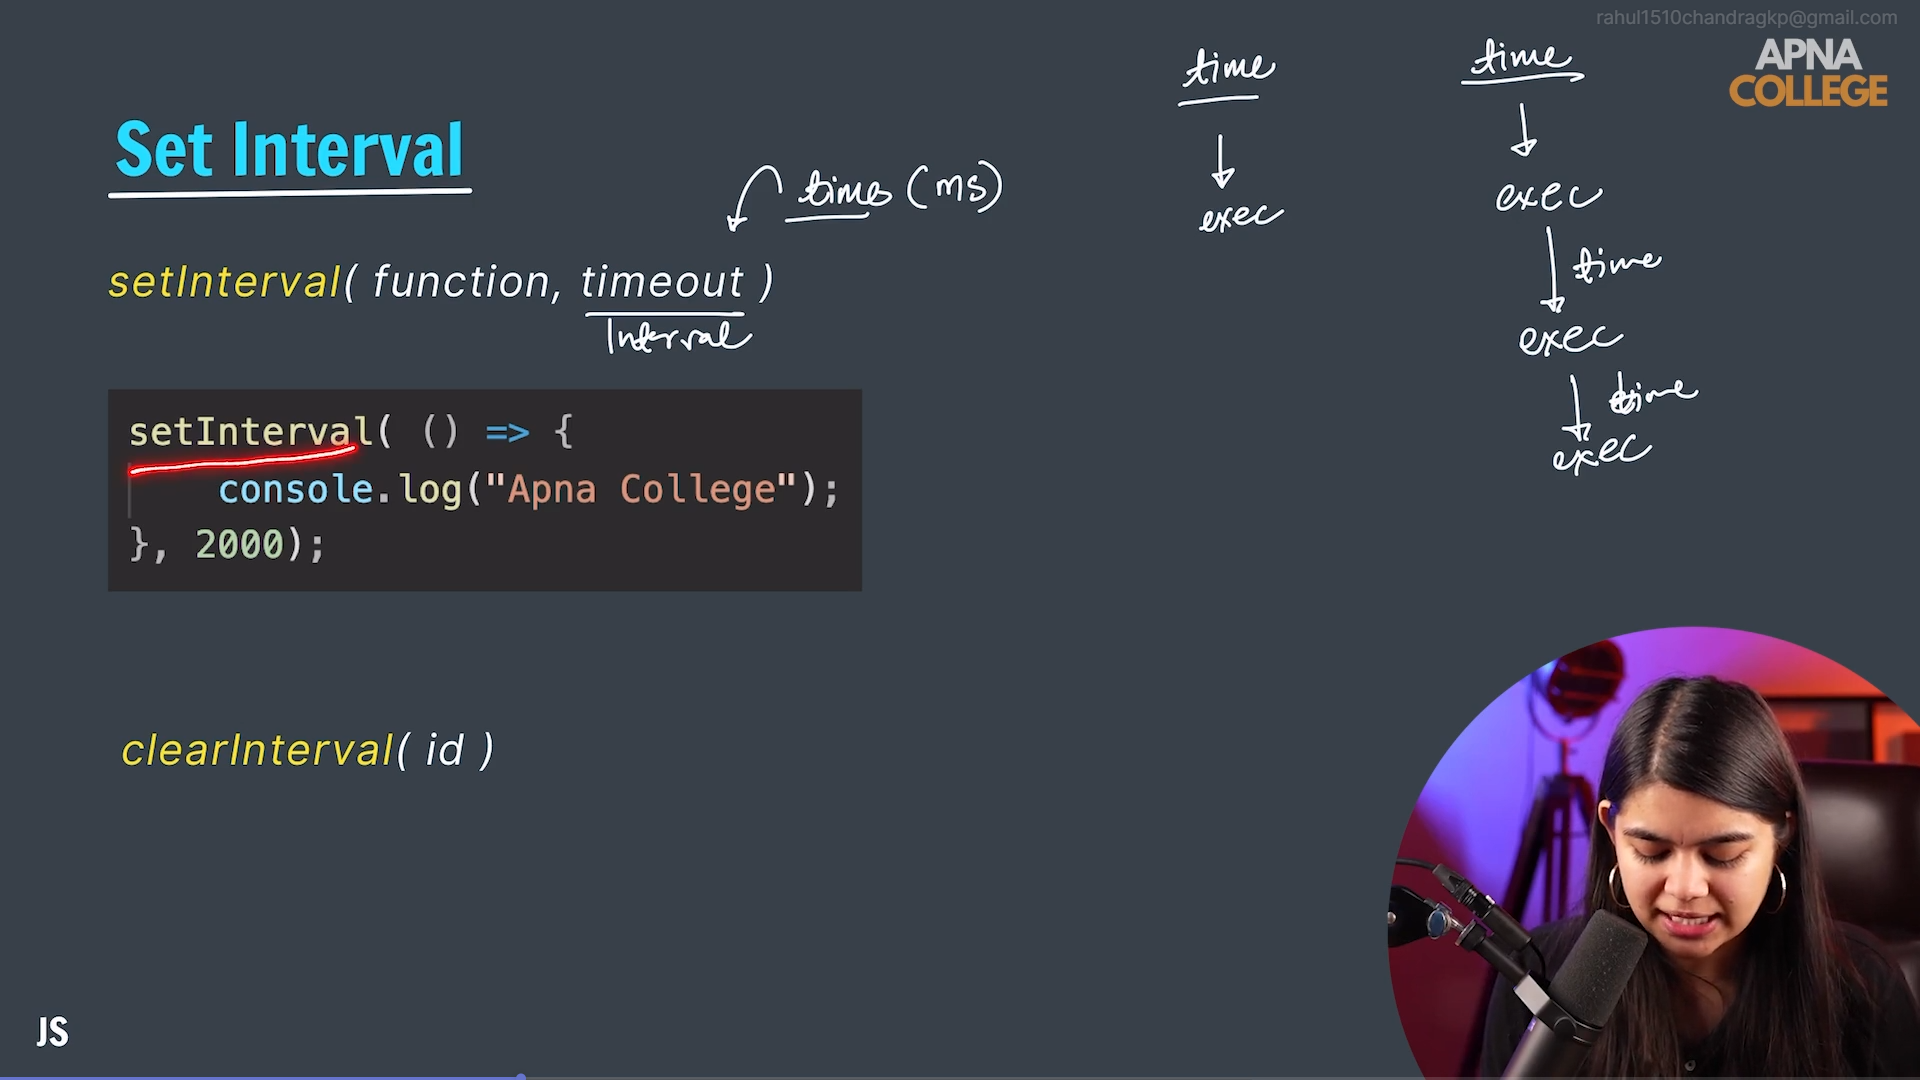 rahul1510chandragkp@gmail.com
APNA
COLLEGE
Set Interval
time (ms)
setInterval( function, timeout )
Interval
time
exec
time
exec
time
exec
time
exec
setInterval( () => {
console.log("Apna College");
}, 2000);
clearInterval( id )
JS